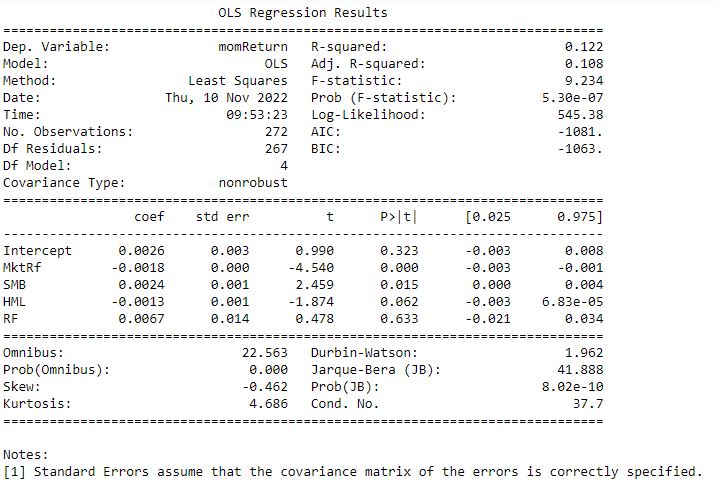 OLS Regression Results
==============================================================================
Dep. Variable: momReturn R-squared: 0.122
Model: OLS Adj. R-squared: 0.108
Method: Least Squares F-statistic: 9.234
Date: Thu, 10 Nov 2022 Prob (F-statistic): 5.30e-07
Time: 09:53:23 Log-Likelihood: 545.38
No. Observations: 272 AIC: -1081.
Df Residuals: 267 BIC: -1063.
Df Model: 4
Covariance Type: nonrobust
==============================================================================
coef std err t P>|t| [0.025 0.975]
------------------------------------------------------------------------------
Intercept 0.0026 0.003 0.990 0.323 -0.003 0.008
MktRf -0.0018 0.000 -4.540 0.000 -0.003 -0.001
SMB 0.0024 0.001 2.459 0.015 0.000 0.004
HML -0.0013 0.001 -1.874 0.062 -0.003 6.83e-05
RF 0.0067 0.014 0.478 0.633 -0.021 0.034
==============================================================================
Omnibus: 22.563 Durbin-Watson: 1.962
Prob(Omnibus): 0.000 Jarque-Bera (JB): 41.888
Skew: -0.462 Prob(JB): 8.02e-10
Kurtosis: 4.686 Cond. No. 37.7
==============================================================================
Notes:
[1] Standard Errors assume that the covariance matrix of the errors is correctly specified.